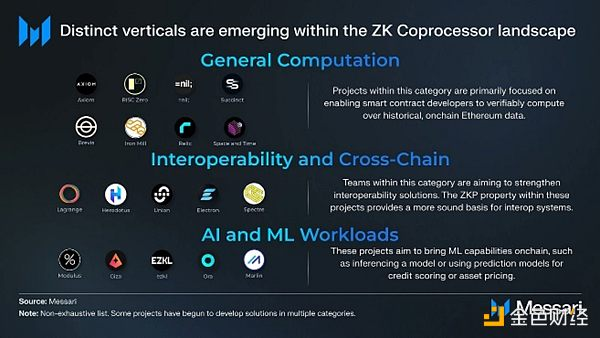 Distinct verticals are emerging within the ZK Coprocessor landscape
General Computation
AXIOM
=nil;
Axiom RISC Zero =nil; Succinct
Projects within this category are primarily focused on
enabling smart contract developers to verifiably compute
over historical, onchain Ethereum data.
Brevis Iron Mill Relic Space and Time
Interoperability and Cross-Chain
Lagrange Herodotus Union Electron Spectre
Teams within this category are aiming to strengthen
interoperability solutions. The ZKP property within these
projects provides a more sound basis for interop systems.
AI and ML Workloads
EZKL
Modulus Giza ezkl Ora Marlin
These projects aim to bring ML capabilities onchain, such
as inferencing a model or using prediction models for
credit scoring or asset pricing.
Source: Messari
Note: Non-exhaustive list. Some projects have begun to develop solutions in multiple categories.
Messari
金色财经